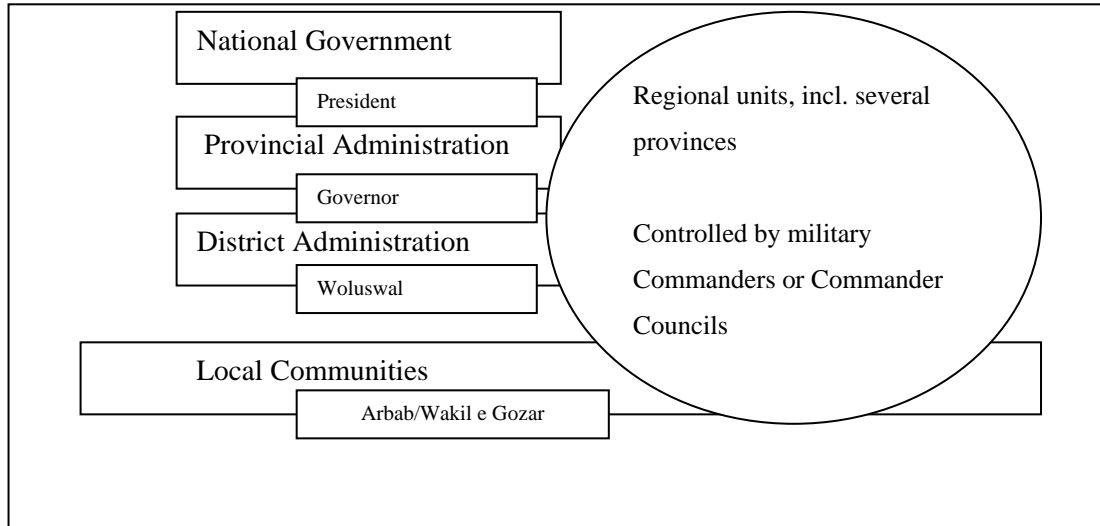 National Government
President
Provincial Administration
Governor
District Administration
Woluswal
Local Communities
Arbab/Wakil e Gozar
Regional units, incl. several
provinces
Controlled by military
Commanders or Commander
Councils